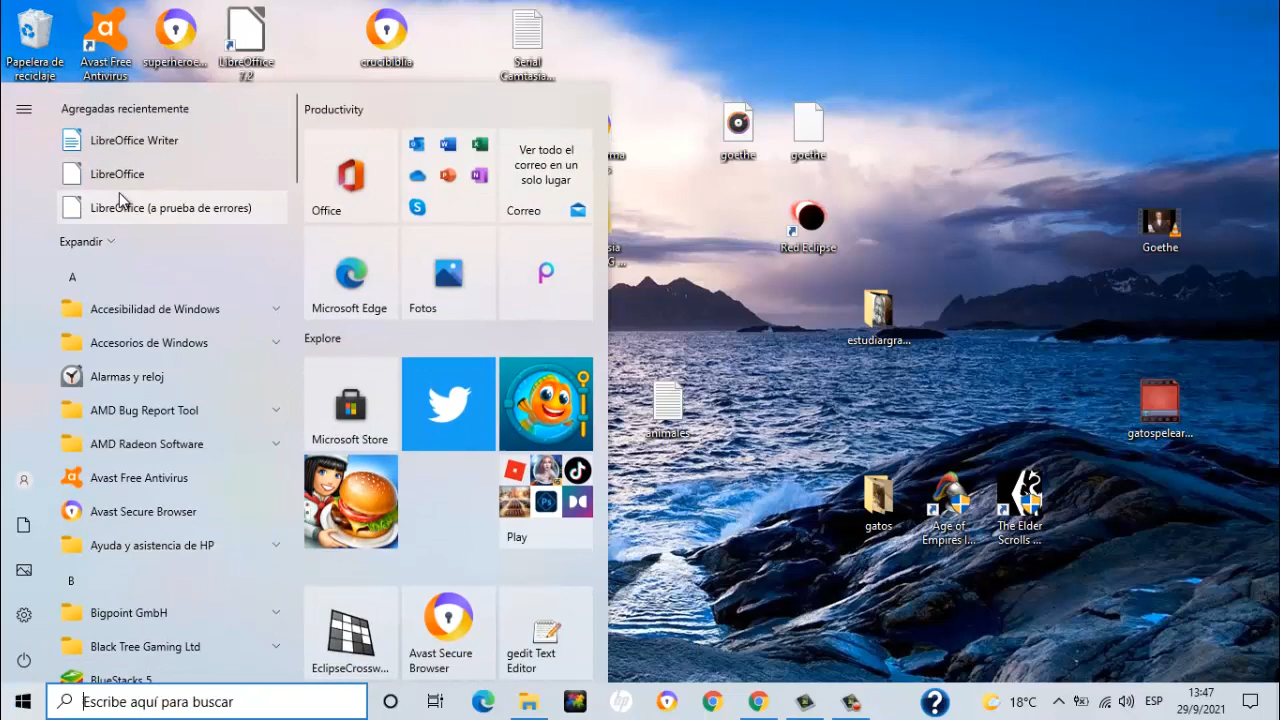 Papelera de
reciclaje
Avast Free
Antivirus
superheroe...
LibreOffice
7.2
crucibiblia
Serial
Camtasia...
Agregadas recientemente
LibreOffice Writer
LibreOffice
LibreOffice (a prueba de errores)
Expandir
A
Accesibilidad de Windows
Accesorios de Windows
Alarmas y reloj
AMD Bug Report Tool
AMD Radeon Software
Avast Free Antivirus
Avast Secure Browser
Ayuda y asistencia de HP
B
Bigpoint GmbH
Black Tree Gaming Ltd
BlueStacks 5
Productivity
Office
Ver todo el
correo en un
solo lugar
Correo
Microsoft Edge
Fotos
Explore
Microsoft Store
Play
EclipseCrossw...
Avast Secure
Browser
gedit Text
Editor
goethe
goethe
Red Eclipse
Goethe
estudiargra...
animales
gatospelear...
gatos
Age of
Empires I...
The Elder
Scrolls ...
Escribe aquí para buscar
18°C
ESP
13:47
29/9/2021